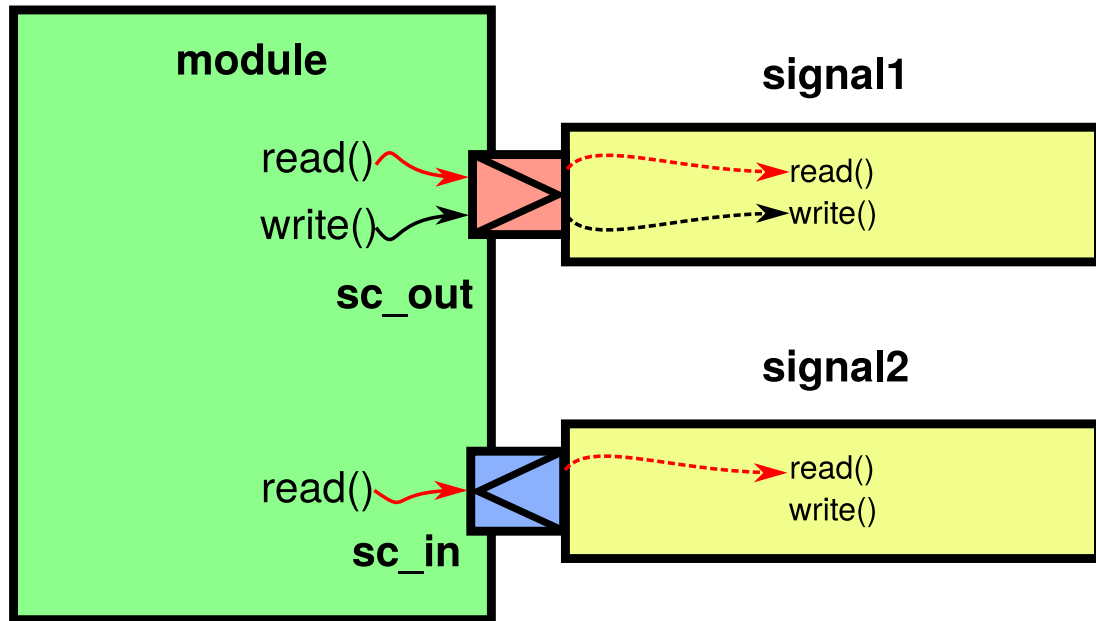 module
signal1
read()
write()
sc_out
read()
write()
signal2
read()
sc_in
read()
write()